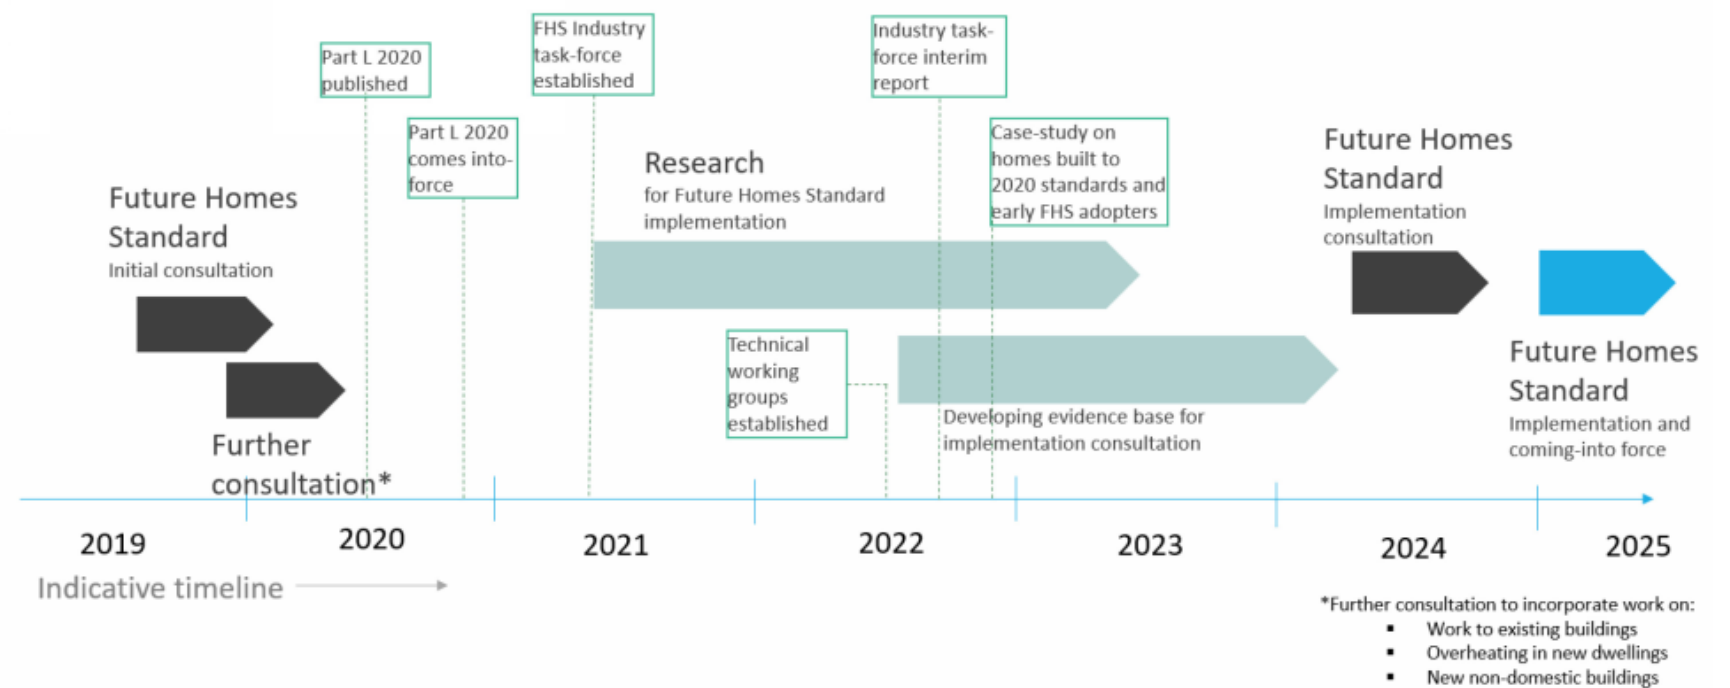 Part L 2020
published
FHS Industry
task-force
established
Industry task-
force interim
report
Part L 2020
comes into-
force
Case-study on
homes built to
2020 standards and
early FHS adopters
Future Homes
Standard
Initial consultation
Research
for Future Homes Standard
implementation
Future Homes
Standard
Implementation
consultation
Technical
working
groups
established
Developing evidence base for
implementation consultation
Future Homes
Standard
Implementation and
coming-into force
Further
consultation*
2019
2020
2021
2022
2023
2024
2025
Indicative timeline
*Further consultation to incorporate work on:
▪ Work to existing buildings
▪ Overheating in new dwellings
▪ New non-domestic buildings